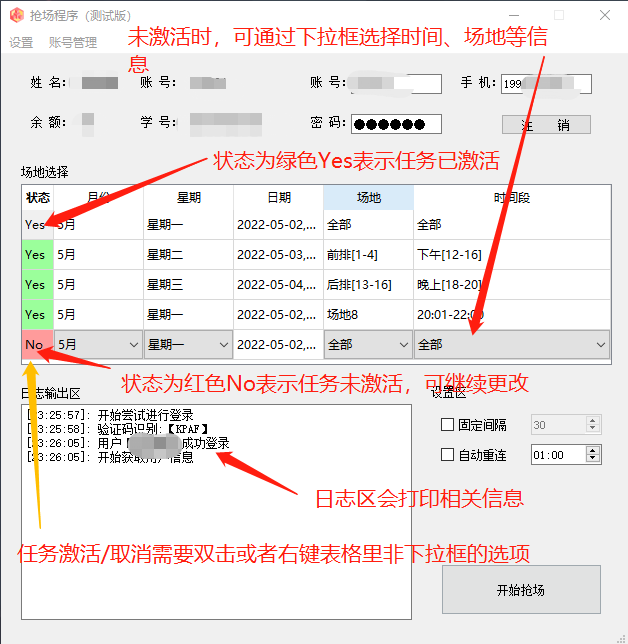 抢场程序（测试版）
设置 账号管理
未激活时，可通过下拉框选择时间、场地等信
息
姓 名: 账 号: 账 号: 手 机: 199
余 额: 学 号: 密 码: ●●●●●● 注 销
状态为绿色Yes表示任务已激活
场地选择
状态 月份 星期 日期 场地 时间段
Yes 5月 星期一 2022-05-02,... 全部 全部
Yes 5月 星期一 2022-05-02,... 前排[1-4] 下午[12-16]
Yes 5月 星期三 2022-05-04,... 后排[13-16] 晚上[18-20]
Yes 5月 星期一 2022-05-02,... 场地8 20:01-22:00
No 5月 星期一 2022-05-02,... 全部 全部
状态为红色No表示任务未激活，可继续更改
日志输出区 设置区
[23:25:57]: 开始尝试进行登录
[23:25:58]: 验证码识别:【KPAF】
[23:26:05]: 用户 成功登录
[23:26:05]: 开始获取用户信息
固定间隔 30
自动重连 01:00
日志区会打印相关信息
任务激活/取消需要双击或者右键表格里非下拉框的选项
开始抢场